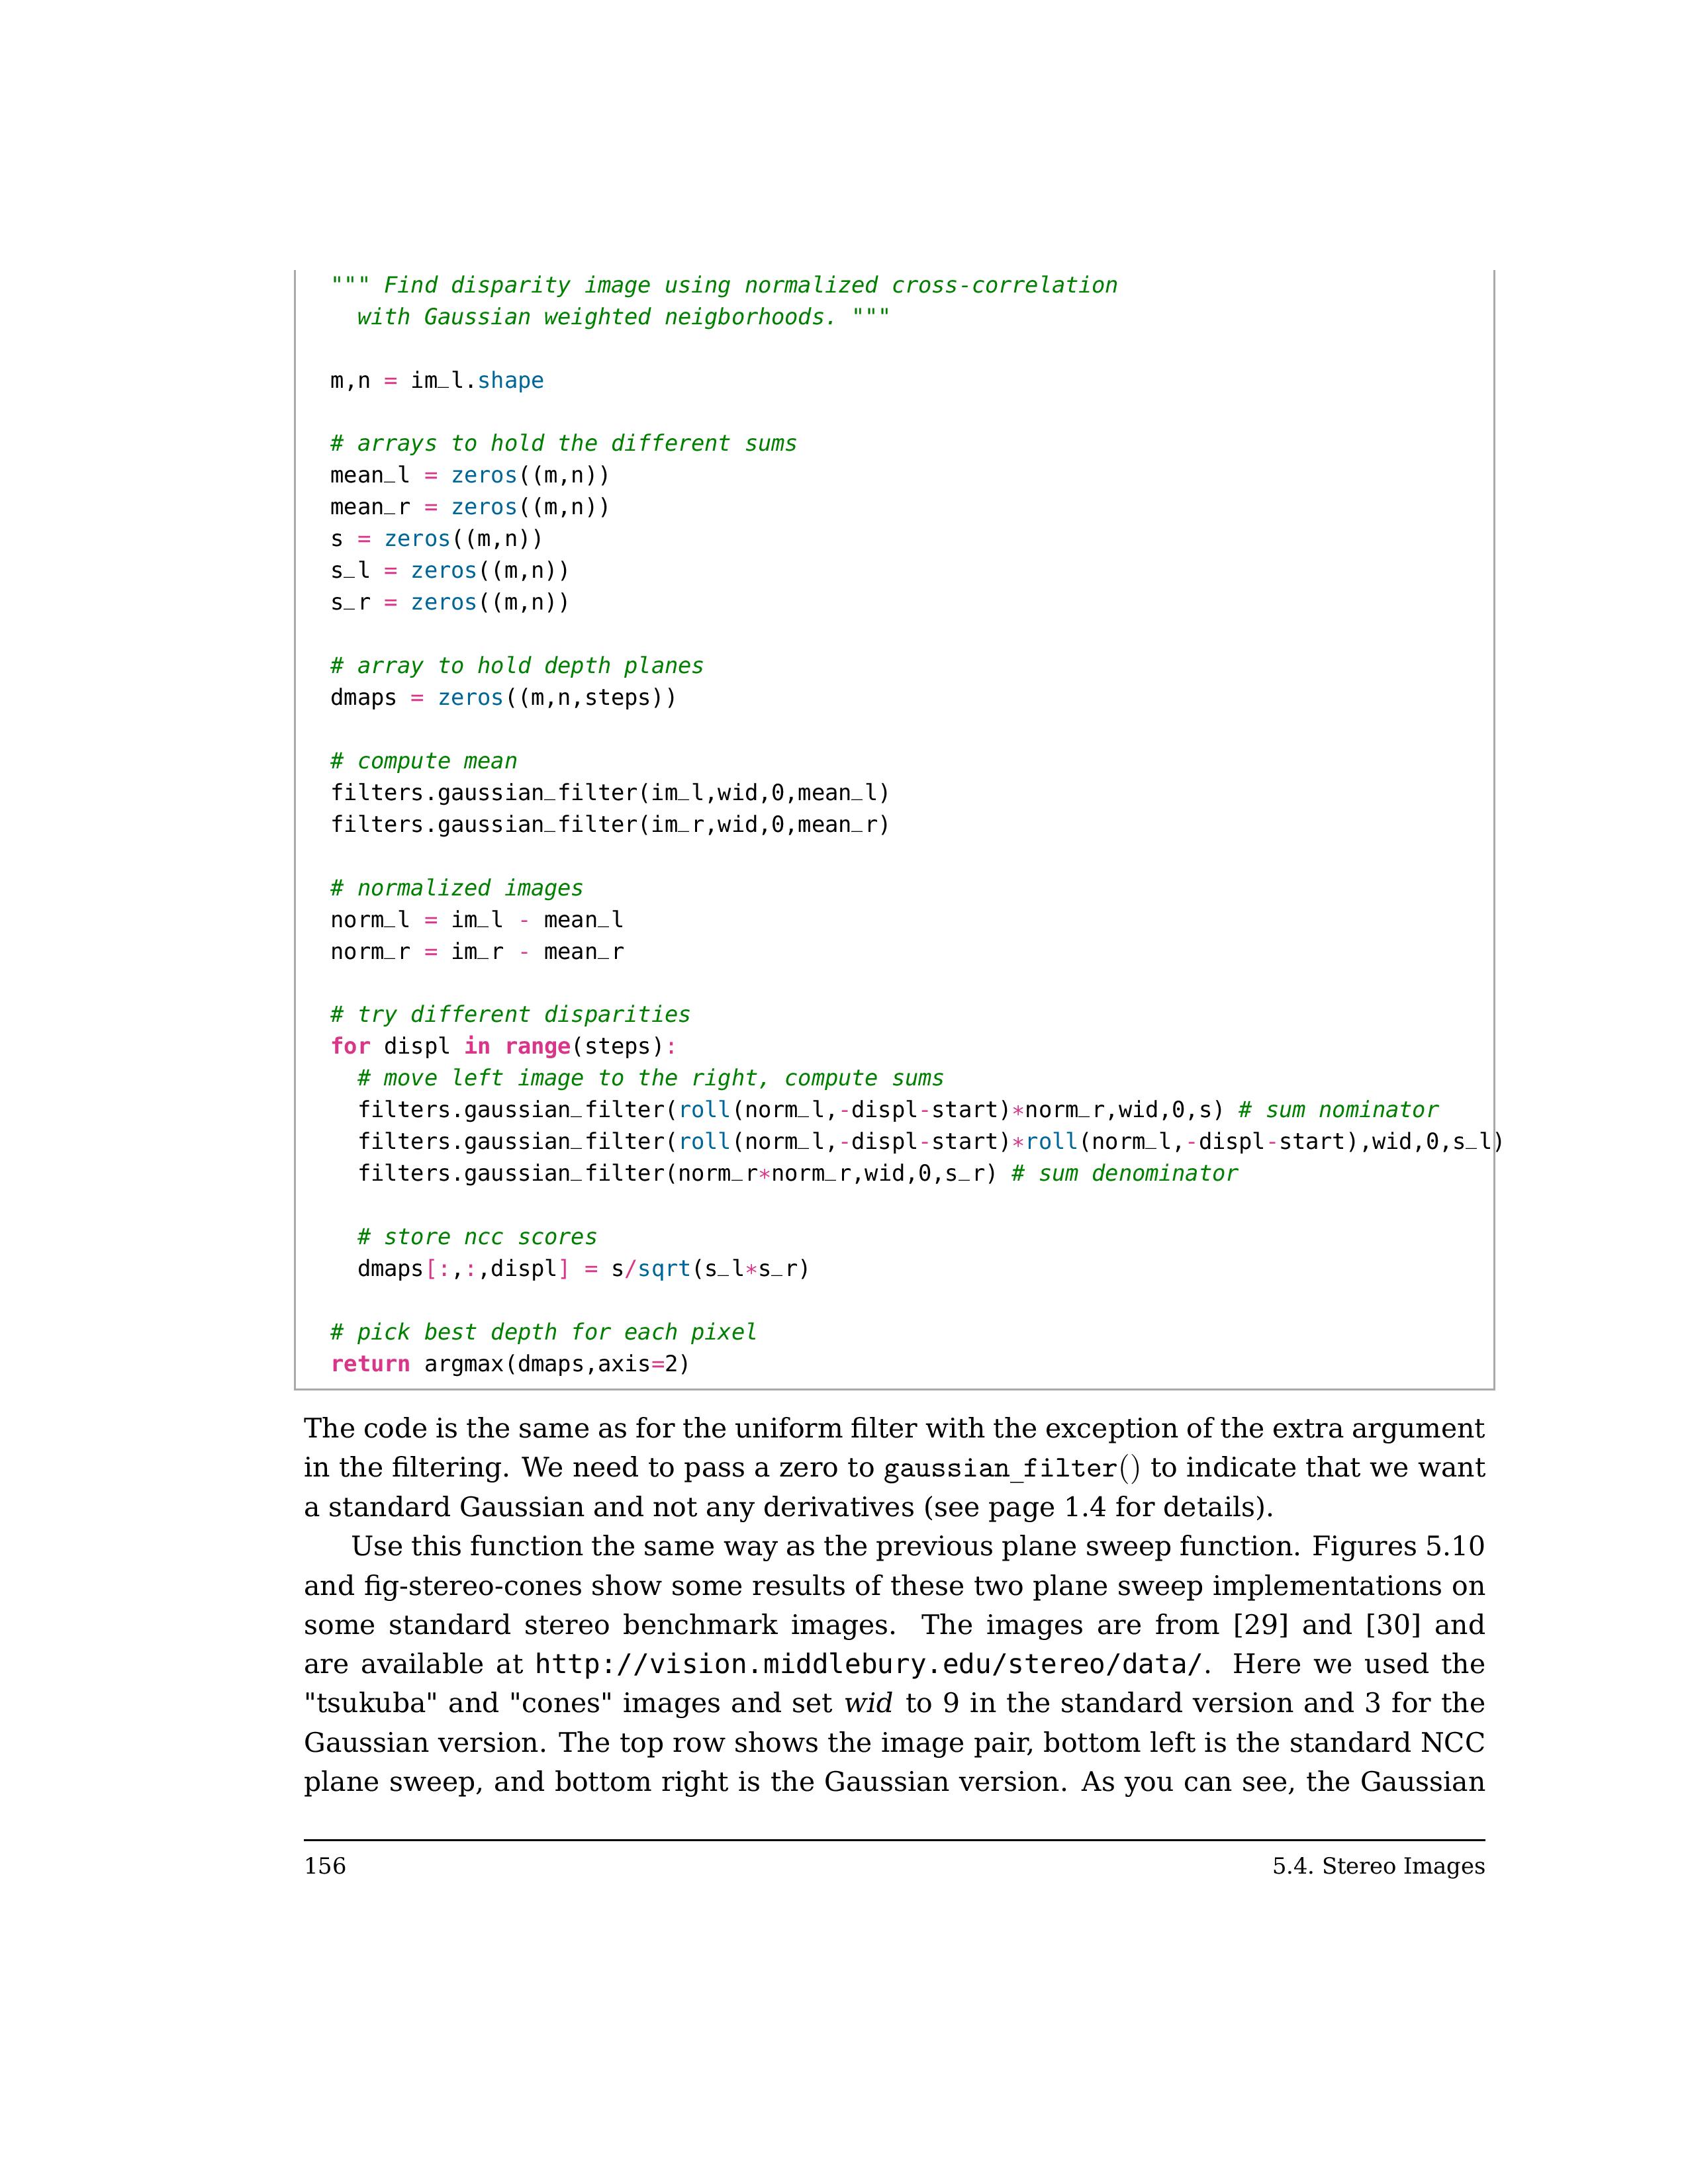 """ Find disparity image using normalized cross-correlation
with Gaussian weighted neigborhoods. """
m,n = im_l.shape
# arrays to hold the different sums
mean_l = zeros((m,n))
mean_r = zeros((m,n))
s = zeros((m,n))
s_l = zeros((m,n))
s_r = zeros((m,n))
# array to hold depth planes
dmaps = zeros((m,n,steps))
# compute mean
filters.gaussian_filter(im_l,wid,0,mean_l)
filters.gaussian_filter(im_r,wid,0,mean_r)
# normalized images
norm_l = im_l - mean_l
norm_r = im_r - mean_r
# try different disparities
for displ in range(steps):
# move left image to the right, compute sums
filters.gaussian_filter(roll(norm_l,-displ-start)*norm_r,wid,0,s) # sum nominator
filters.gaussian_filter(roll(norm_l,-displ-start)*roll(norm_l,-displ-start),wid,0,s_l)
filters.gaussian_filter(norm_r*norm_r,wid,0,s_r) # sum denominator
# store ncc scores
dmaps[:,:,displ] = s/sqrt(s_l*s_r)
# pick best depth for each pixel
return argmax(dmaps,axis=2)
The code is the same as for the uniform filter with the exception of the extra argument
in the filtering. We need to pass a zero to gaussian_filter() to indicate that we want
a standard Gaussian and not any derivatives (see page 1.4 for details).
Use this function the same way as the previous plane sweep function. Figures 5.10
and fig-stereo-cones show some results of these two plane sweep implementations on
some standard stereo benchmark images. The images are from [29] and [30] and
are available at http://vision.middlebury.edu/stereo/data/. Here we used the
"tsukuba" and "cones" images and set wid to 9 in the standard version and 3 for the
Gaussian version. The top row shows the image pair, bottom left is the standard NCC
plane sweep, and bottom right is the Gaussian version. As you can see, the Gaussian
156 5.4. Stereo Images